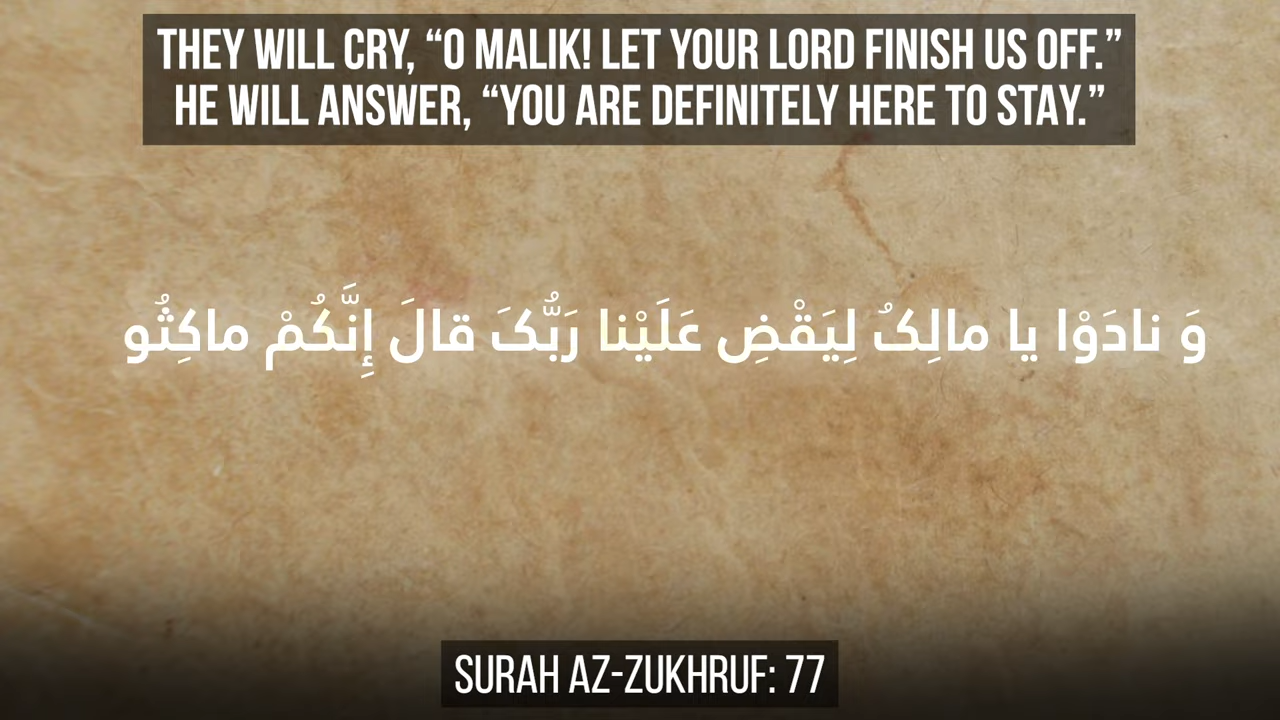 THEY WILL CRY, “O MALIK! LET YOUR LORD FINISH US OFF.”
HE WILL ANSWER, “YOU ARE DEFINITELY HERE TO STAY.”
وَ نادَوْا يا مالِکُ لِيَقْضِ عَلَيْنا رَبُّکَ قالَ إِنَّكُمْ ماكِثُو
SURAH AZ-ZUKHRUF: 77